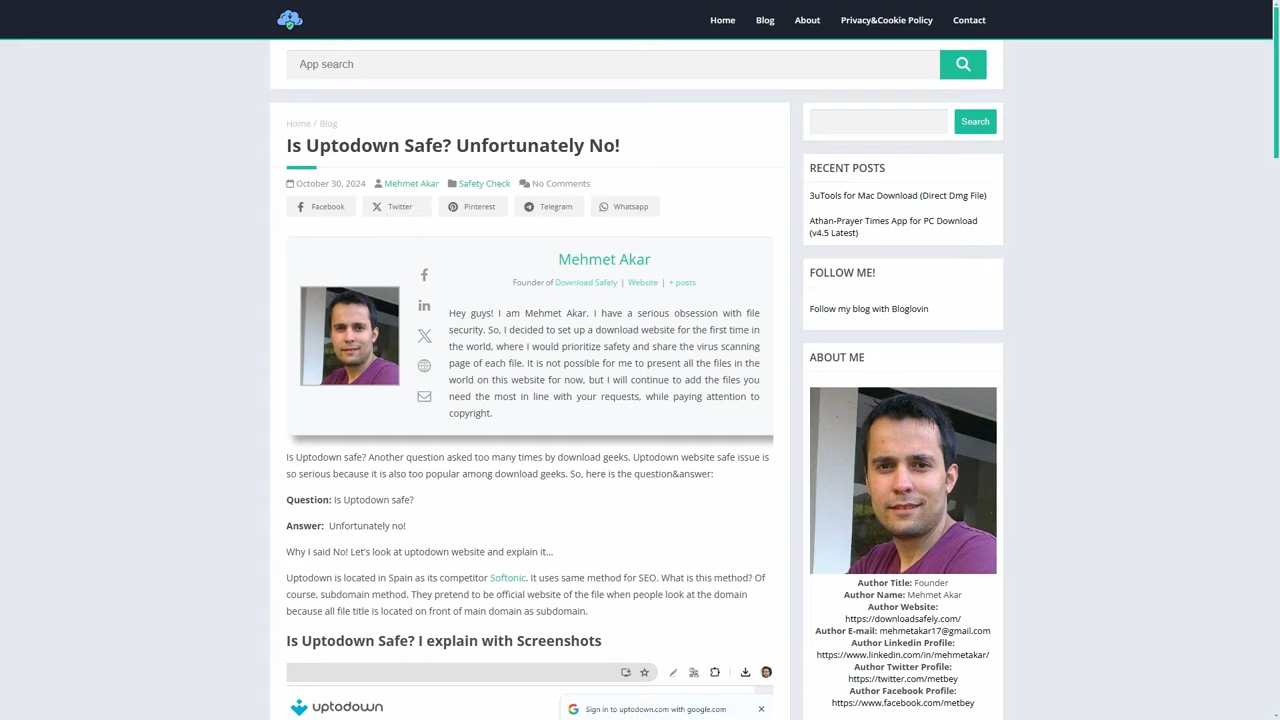 Home Blog About Privacy&Cookie Policy Contact
App search
Home / Blog
Is Uptodown Safe? Unfortunately No!
October 30, 2024 Mehmet Akar Safety Check No Comments
Facebook Twitter Pinterest Telegram Whatsapp
Mehmet Akar
Founder of Download Safely | Website | + posts
Hey guys! I am Mehmet Akar. I have a serious obsession with file
security. So, I decided to set up a download website for the first time in
the world, where I would prioritize safety and share the virus scanning
page of each file. It is not possible for me to present all the files in the
world on this website for now, but I will continue to add the files you
need the most in line with your requests, while paying attention to
copyright.
Is Uptodown safe? Another question asked too many times by download geeks. Uptodown website safe issue is
so serious because it is also too popular among download geeks. So, here is the question&answer:
Question: Is Uptodown safe?
Answer: Unfortunately no!
Why I said No! Let's look at uptodown website and explain it...
Uptodown is located in Spain as its competitor Softonic. It uses same method for SEO. What is this method? Of
course, subdomain method. They pretend to be official website of the file when people look at the domain
because all file title is located on front of main domain as subdomain.
Is Uptodown Safe? I explain with Screenshots
uptodown
Sign in to uptodown.com with google.com
Search
RECENT POSTS
3uTools for Mac Download (Direct Dmg File)
Athan-Prayer Times App for PC Download
(v4.5 Latest)
FOLLOW ME!
Follow my blog with Bloglovin
ABOUT ME
Author Title: Founder
Author Name: Mehmet Akar
Author Website:
https://downloadsafely.com/
Author E-mail: mehmetakar17@gmail.com
Author Linkedin Profile:
https://www.linkedin.com/in/mehmetakar/
Author Twitter Profile:
https://twitter.com/metbey
Author Facebook Profile:
https://www.facebook.com/metbey